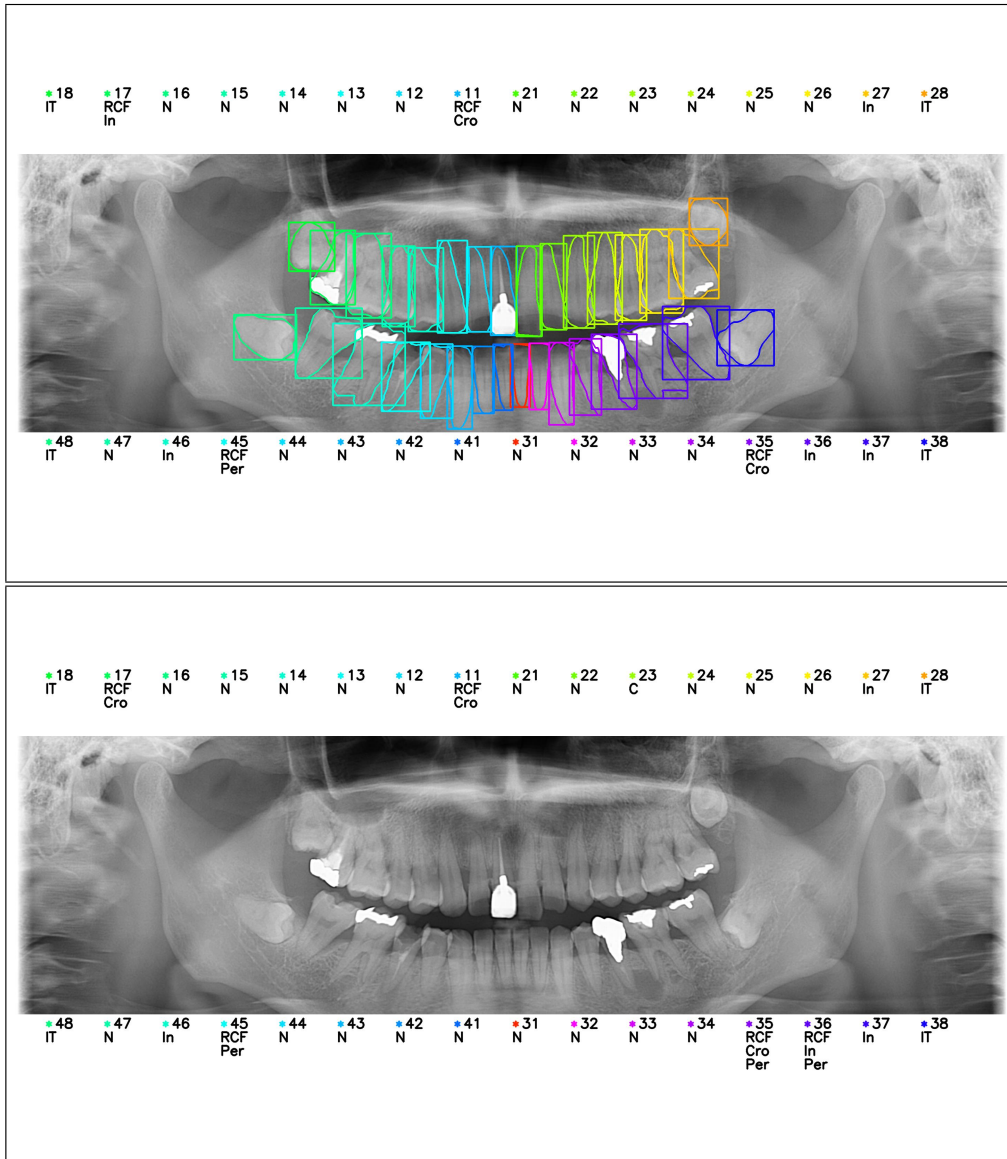 * 18 * 17 * 16 * 15 * 14 * 13 * 12 * 11 * 21 * 22 * 23 * 24 * 25 * 26 * 27 * 28
IT RCF N N N N N RCF N N N N N N In IT
In Cro
* 48 * 47 * 46 * 45 * 44 * 43 * 42 * 41 * 31 * 32 * 33 * 34 * 35 * 36 * 37 * 38
IT N In RCF N N N N N N N N RCF In In IT
Per Cro
* 18 * 17 * 16 * 15 * 14 * 13 * 12 * 11 * 21 * 22 * 23 * 24 * 25 * 26 * 27 * 28
IT RCF N N N N N RCF N N C N N N In IT
Cro Cro
* 48 * 47 * 46 * 45 * 44 * 43 * 42 * 41 * 31 * 32 * 33 * 34 * 35 * 36 * 37 * 38
IT N In RCF N N N N N N N N RCF RCF In IT
Per Cro In
Per Per